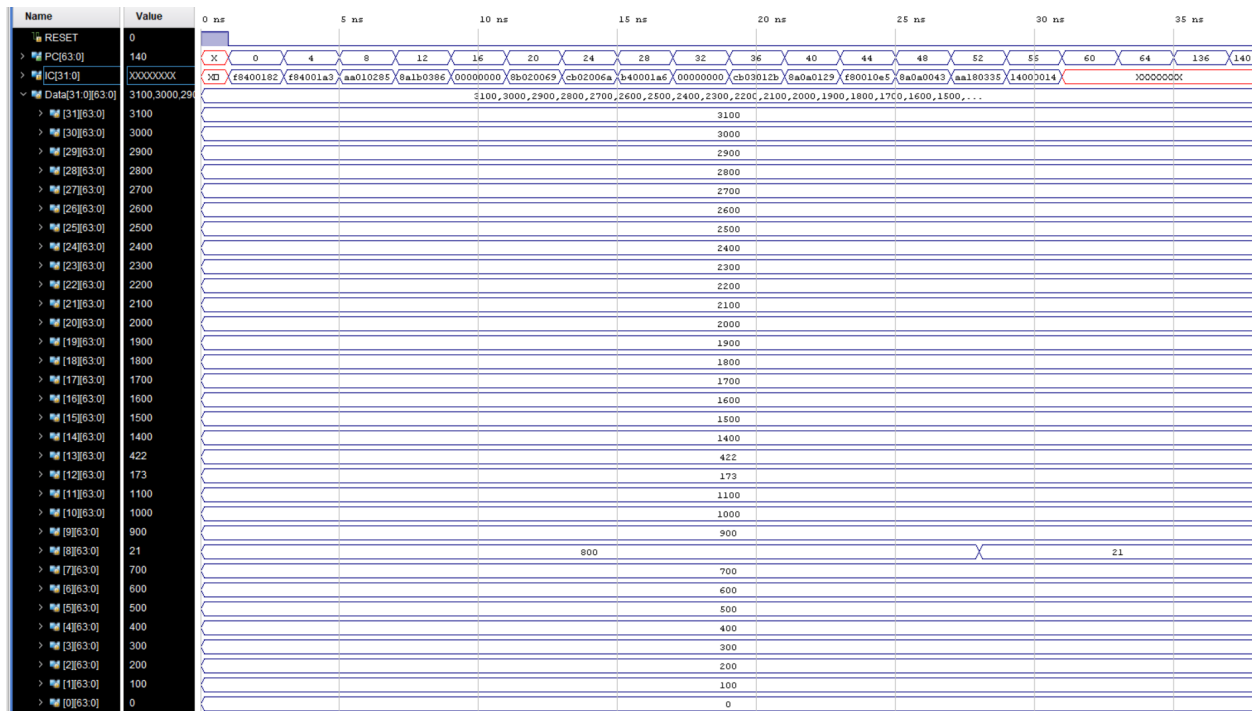 Name Value 0 ns 5 ns 10 ns 15 ns 20 ns 25 ns 30 ns 35 ns
RESET 0
PC[63:0] 140 X 0 4 8 12 16 20 24 28 32 36 40 44 48 52 56 60 64 136 140
IC[31:0] XXXXXXXX f8400182 f84001a3 aa010285 8a1b0386 00000000 8b020069 cb02006a b40001a6 00000000 cb03012b 8a0a0129 f80010e5 8a0a0043 aa180335 14000014 XXXXXXXX
Data[31:0][63:0] 3100,3000,290 3100,3000,2900,2800,2700,2600,2500,2400,2300,2200,2100,2000,1900,1800,1700,1600,1500,...
[31][63:0] 3100 3100
[30][63:0] 3000 3000
[29][63:0] 2900 2900
[28][63:0] 2800 2800
[27][63:0] 2700 2700
[26][63:0] 2600 2600
[25][63:0] 2500 2500
[24][63:0] 2400 2400
[23][63:0] 2300 2300
[22][63:0] 2200 2200
[21][63:0] 2100 2100
[20][63:0] 2000 2000
[19][63:0] 1900 1900
[18][63:0] 1800 1800
[17][63:0] 1700 1700
[16][63:0] 1600 1600
[15][63:0] 1500 1500
[14][63:0] 1400 1400
[13][63:0] 422 422
[12][63:0] 173 173
[11][63:0] 1100 1100
[10][63:0] 1000 1000
[9][63:0] 900 900
[8][63:0] 21 800 21
[7][63:0] 700 700
[6][63:0] 600 600
[5][63:0] 500 500
[4][63:0] 400 400
[3][63:0] 300 300
[2][63:0] 200 200
[1][63:0] 100 100
[0][63:0] 0 0